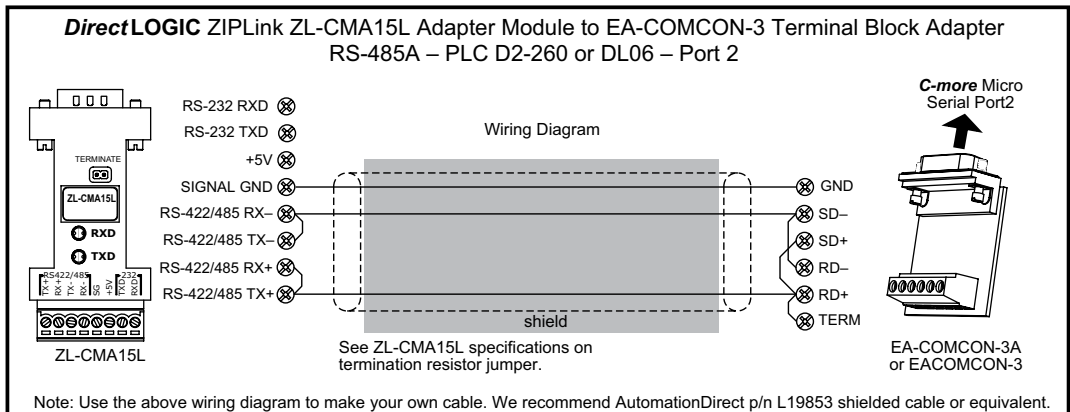 DirectLOGIC ZIPLink ZL-CMA15L Adapter Module to EA-COMCON-3 Terminal Block Adapter
RS-485A – PLC D2-260 or DL06 – Port 2
TERMINATE
ZL-CMA15L
RXD
TXD
RS422/485
232
TX+
RX+
TX-
RX-
SG
+5V
TXD
RXD
ZL-CMA15L
RS-232 RXD
RS-232 TXD
+5V
SIGNAL GND
RS-422/485 RX–
RS-422/485 TX–
RS-422/485 RX+
RS-422/485 TX+
Wiring Diagram
shield
See ZL-CMA15L specifications on
termination resistor jumper.
GND
SD–
SD+
RD–
RD+
TERM
C-more Micro
Serial Port2
EA-COMCON-3A
or EACOMCON-3
Note: Use the above wiring diagram to make your own cable. We recommend AutomationDirect p/n L19853 shielded cable or equivalent.